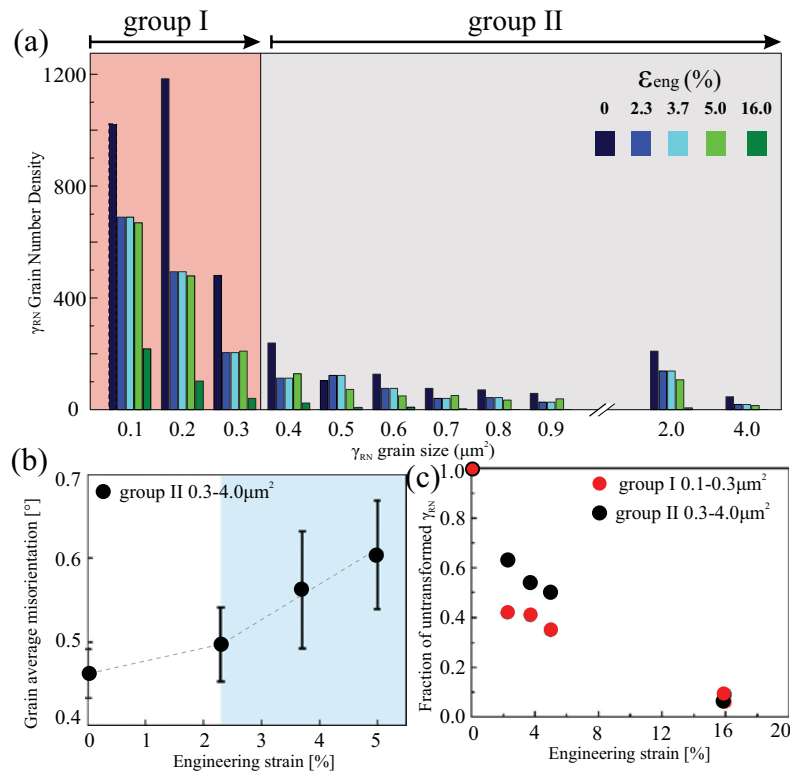 group I
group II
(a)
εeng (%)
0 2.3 3.7 5.0 16.0
1200
800
400
0
γRN Grain Number Density
0.1 0.2 0.3 0.4 0.5 0.6 0.7 0.8 0.9 2.0 4.0
γRN grain size (μm²)
(b)
group II 0.3-4.0μm²
0.7
0.6
0.5
0.4
Grain average misorientation [°]
0 1 2 3 4 5
Engineering strain [%]
(c)
group I 0.1-0.3μm²
group II 0.3-4.0μm²
1.0
0.8
0.6
0.4
0.2
0.0
Fraction of untransformed γRN
0 4 8 12 16 20
Engineering strain [%]